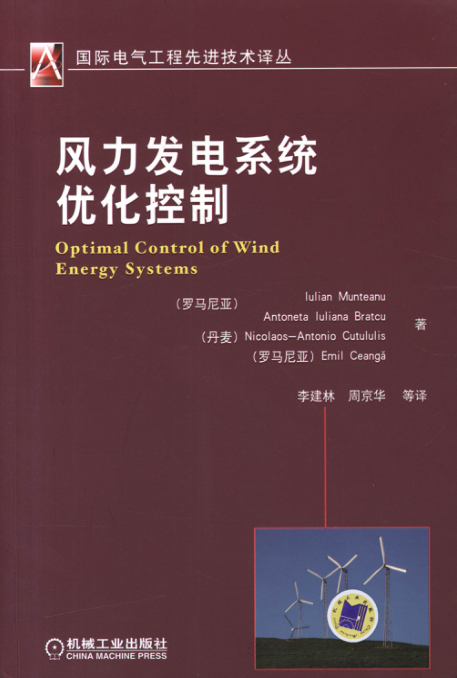 国际电气工程先进技术译丛
风力发电系统
优化控制
Optimal Control of Wind
Energy Systems
（罗马尼亚） Iulian Munteanu
Antoneta Iuliana Bratcu
（丹麦）Nicolaos-Antonio Cutululis
（罗马尼亚）Emil Ceangă
著
李建林 周京华 等译
机械工业出版社
CHINA MACHINE PRESS